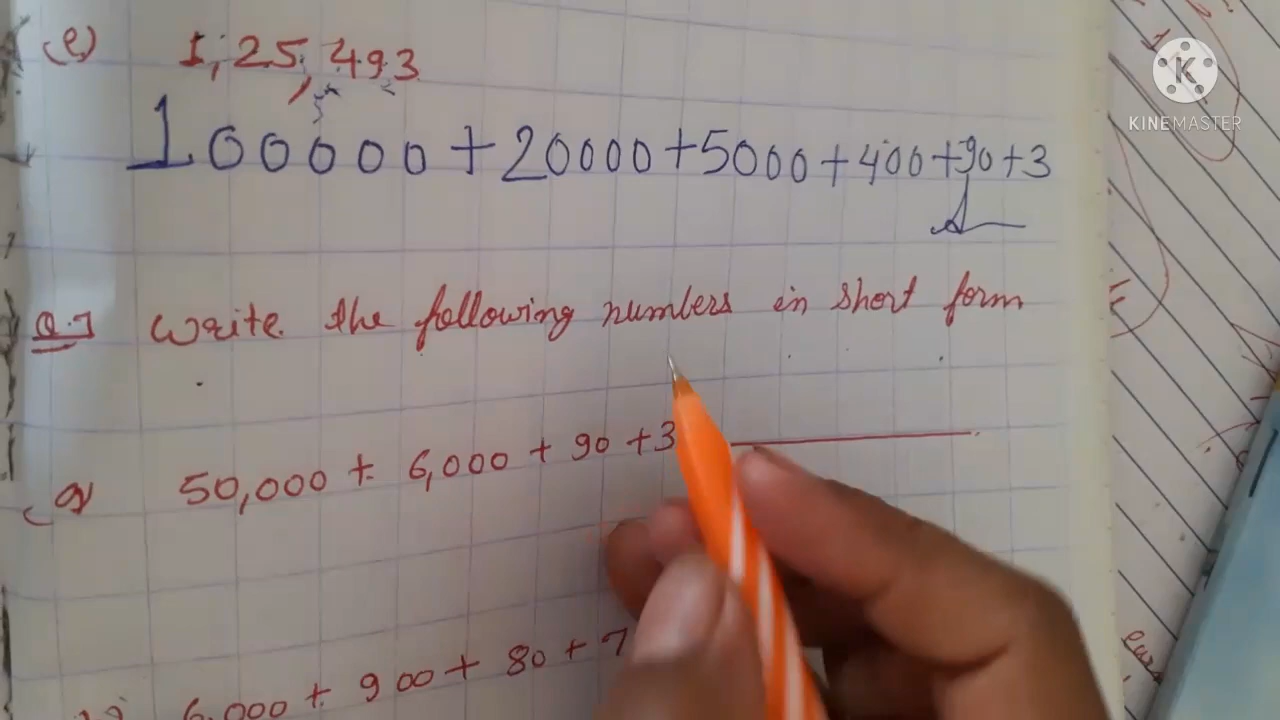 (e) 1,25,493
100000 + 20000 + 5000 + 400 + 90 + 3
Q.7 Write the following numbers in short form
(a) 50,000 + 6,000 + 90 + 3
6,000 + 900 + 80 + 7
K
KINEMASTER